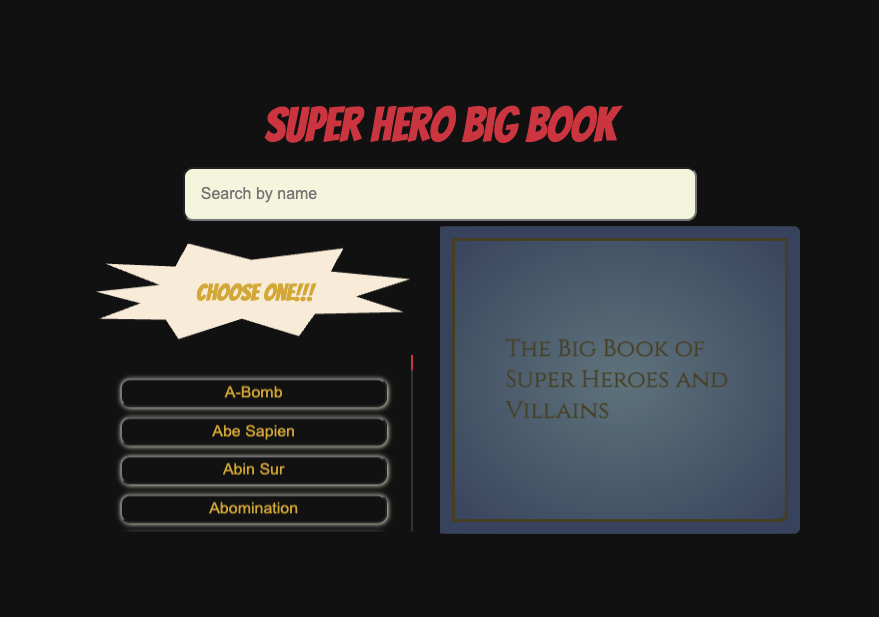 SUPER HERO BIG BOOK
Search by name
CHOOSE ONE!!!
A-Bomb
Abe Sapien
Abin Sur
Abomination
The Big Book of
Super Heroes and
Villains